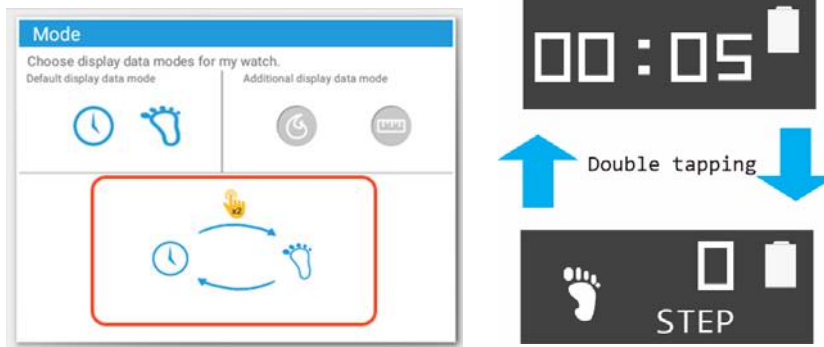 Mode
Choose display data modes for my watch.
Default display data mode
Additional display data mode
x2
00:05
Double tapping
0
STEP